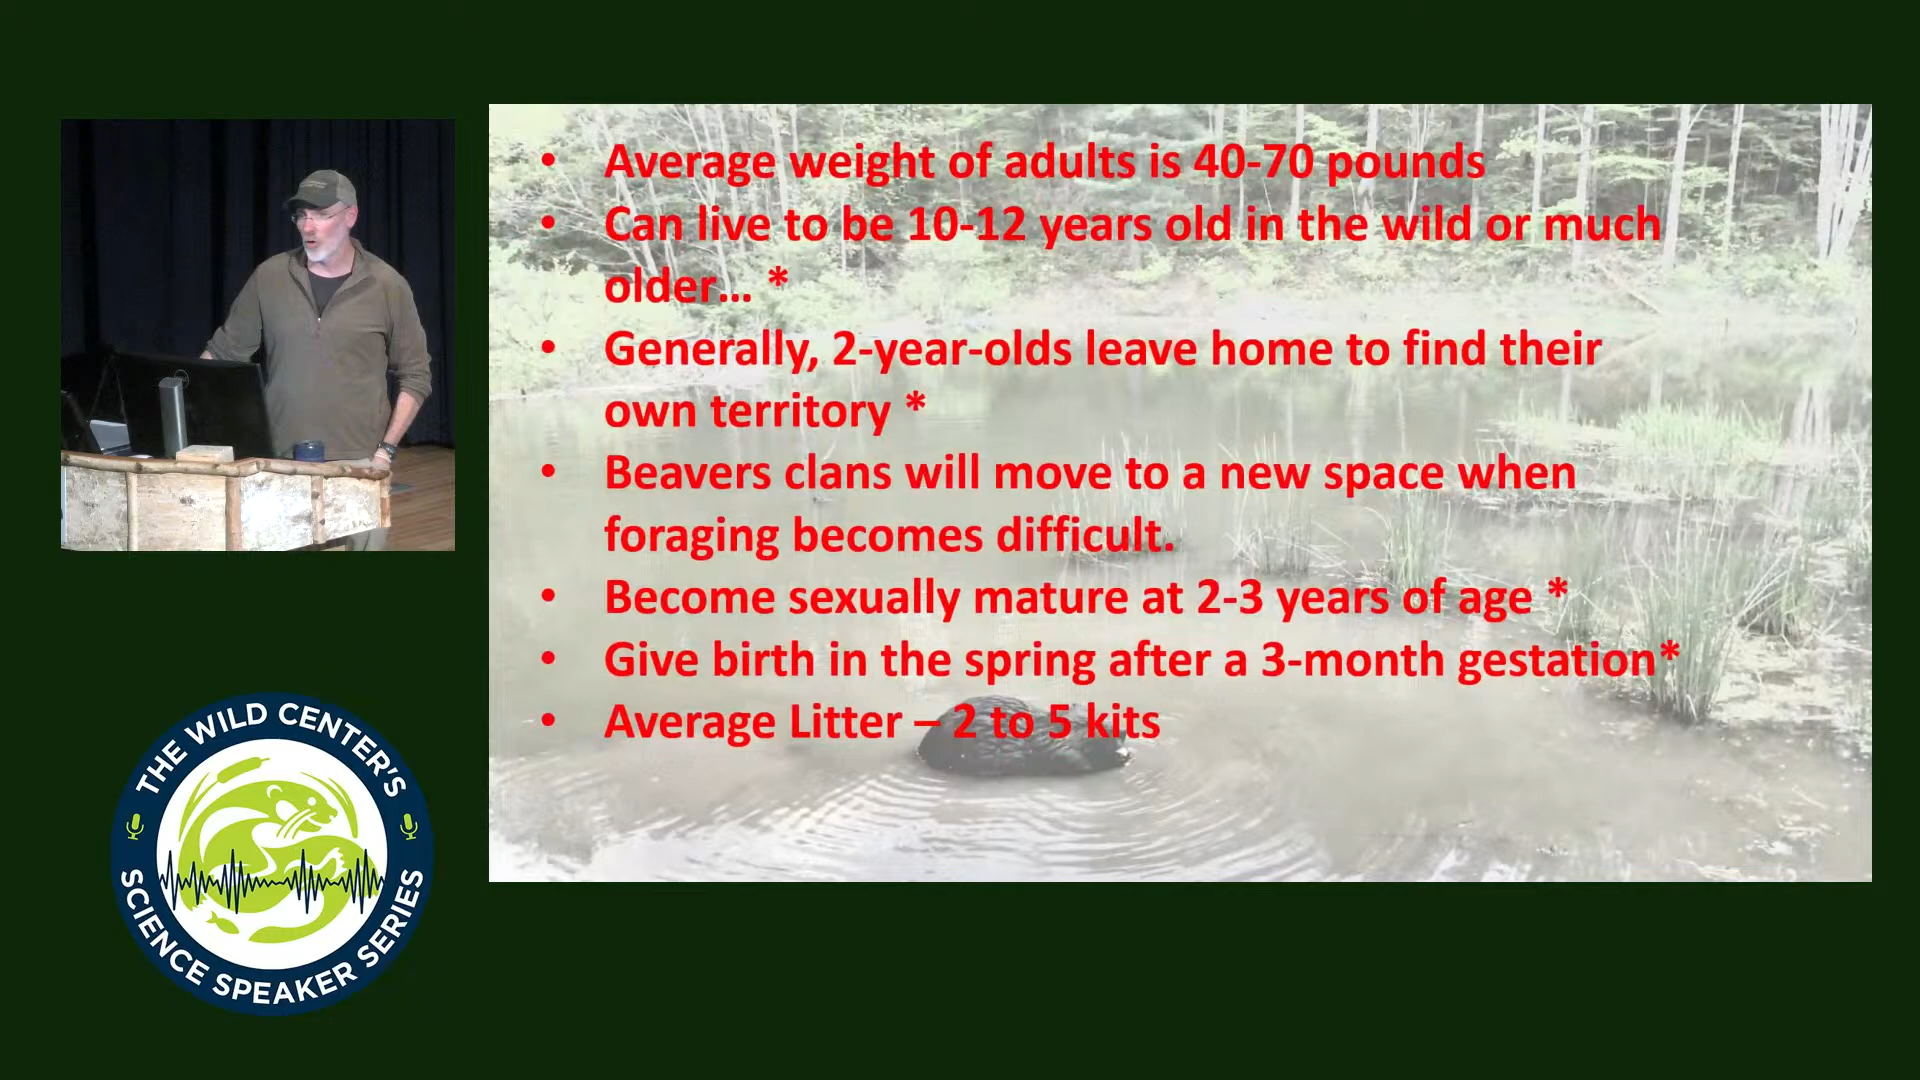 • Average weight of adults is 40-70 pounds
• Can live to be 10-12 years old in the wild or much
older... *
• Generally, 2-year-olds leave home to find their
own territory *
• Beavers clans will move to a new space when
foraging becomes difficult.
• Become sexually mature at 2-3 years of age *
• Give birth in the spring after a 3-month gestation*
• Average Litter – 2 to 5 kits
THE WILD CENTER'S
SCIENCE SPEAKER SERIES